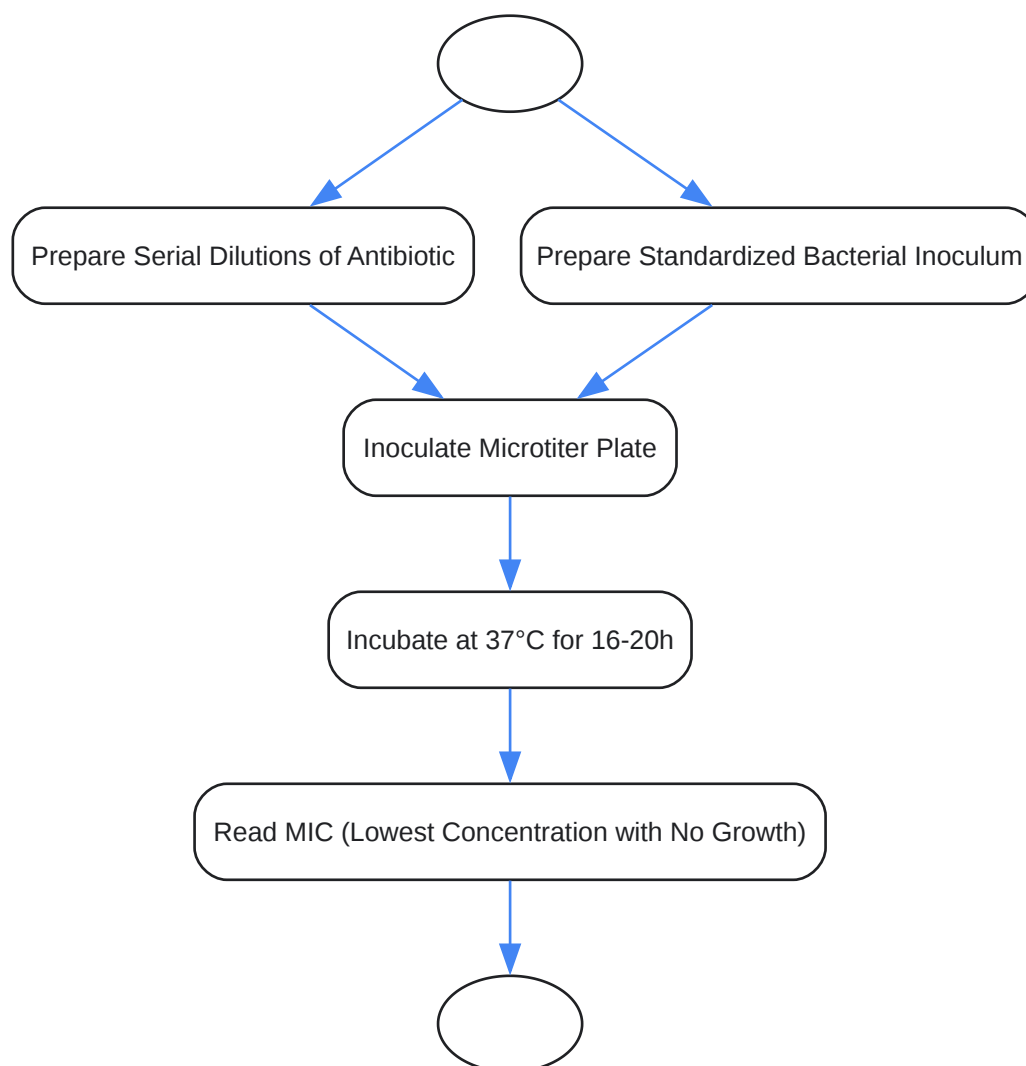 Prepare Serial Dilutions of Antibiotic
Prepare Standardized Bacterial Inoculum
Inoculate Microtiter Plate
Incubate at 37°C for 16-20h
Read MIC (Lowest Concentration with No Growth)